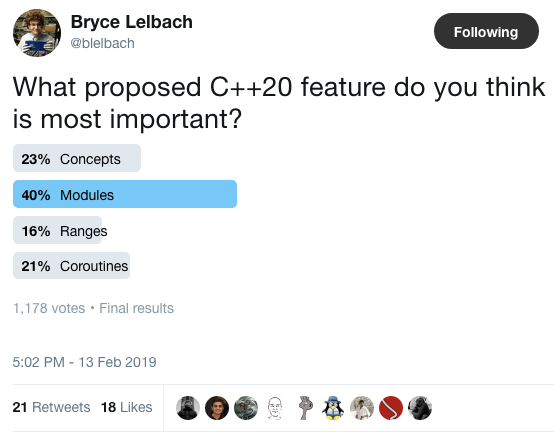 Bryce Lelbach
@blelbach
Following
What proposed C++20 feature do you think
is most important?
23% Concepts
40% Modules
16% Ranges
21% Coroutines
1,178 votes • Final results
5:02 PM - 13 Feb 2019
21 Retweets 18 Likes